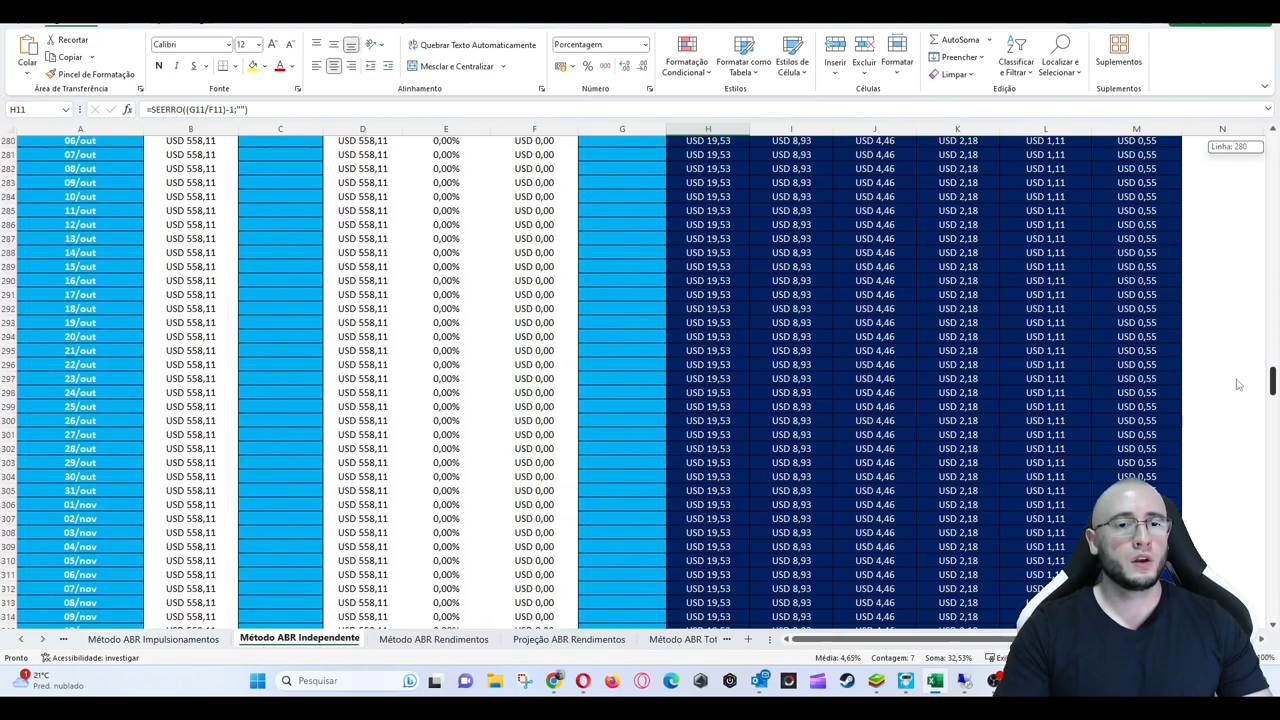 Recortar
Copiar
Pincel de Formatação
Colar
Área de Transferência
Calibri 12
N I S
Fonte
Quebrar Texto Automaticamente
Mesclar e Centralizar
Alinhamento
Porcentagem
% 000
Número
Formatação Condicional
Formatar como Tabela
Estilos de Célula
Estilos
Inserir
Excluir
Formatar
Células
AutoSoma
Preencher
Limpar
Classificar e Filtrar
Localizar e Selecionar
Edição
Suplementos
Suplementos
H11 fx =SEERRO((G11/F11)-1;"")
A B C D E F G H I J K L M N
280 06/out USD 558,11 USD 558,11 0,00% USD 0,00 USD 19,53 USD 8,93 USD 4,46 USD 2,18 USD 1,11 USD 0,55 Linha: 280
281 07/out USD 558,11 USD 558,11 0,00% USD 0,00 USD 19,53 USD 8,93 USD 4,46 USD 2,18 USD 1,11 USD 0,55
282 08/out USD 558,11 USD 558,11 0,00% USD 0,00 USD 19,53 USD 8,93 USD 4,46 USD 2,18 USD 1,11 USD 0,55
283 09/out USD 558,11 USD 558,11 0,00% USD 0,00 USD 19,53 USD 8,93 USD 4,46 USD 2,18 USD 1,11 USD 0,55
284 10/out USD 558,11 USD 558,11 0,00% USD 0,00 USD 19,53 USD 8,93 USD 4,46 USD 2,18 USD 1,11 USD 0,55
285 11/out USD 558,11 USD 558,11 0,00% USD 0,00 USD 19,53 USD 8,93 USD 4,46 USD 2,18 USD 1,11 USD 0,55
286 12/out USD 558,11 USD 558,11 0,00% USD 0,00 USD 19,53 USD 8,93 USD 4,46 USD 2,18 USD 1,11 USD 0,55
287 13/out USD 558,11 USD 558,11 0,00% USD 0,00 USD 19,53 USD 8,93 USD 4,46 USD 2,18 USD 1,11 USD 0,55
288 14/out USD 558,11 USD 558,11 0,00% USD 0,00 USD 19,53 USD 8,93 USD 4,46 USD 2,18 USD 1,11 USD 0,55
289 15/out USD 558,11 USD 558,11 0,00% USD 0,00 USD 19,53 USD 8,93 USD 4,46 USD 2,18 USD 1,11 USD 0,55
290 16/out USD 558,11 USD 558,11 0,00% USD 0,00 USD 19,53 USD 8,93 USD 4,46 USD 2,18 USD 1,11 USD 0,55
291 17/out USD 558,11 USD 558,11 0,00% USD 0,00 USD 19,53 USD 8,93 USD 4,46 USD 2,18 USD 1,11 USD 0,55
292 18/out USD 558,11 USD 558,11 0,00% USD 0,00 USD 19,53 USD 8,93 USD 4,46 USD 2,18 USD 1,11 USD 0,55
293 19/out USD 558,11 USD 558,11 0,00% USD 0,00 USD 19,53 USD 8,93 USD 4,46 USD 2,18 USD 1,11 USD 0,55
294 20/out USD 558,11 USD 558,11 0,00% USD 0,00 USD 19,53 USD 8,93 USD 4,46 USD 2,18 USD 1,11 USD 0,55
295 21/out USD 558,11 USD 558,11 0,00% USD 0,00 USD 19,53 USD 8,93 USD 4,46 USD 2,18 USD 1,11 USD 0,55
296 22/out USD 558,11 USD 558,11 0,00% USD 0,00 USD 19,53 USD 8,93 USD 4,46 USD 2,18 USD 1,11 USD 0,55
297 23/out USD 558,11 USD 558,11 0,00% USD 0,00 USD 19,53 USD 8,93 USD 4,46 USD 2,18 USD 1,11 USD 0,55
298 24/out USD 558,11 USD 558,11 0,00% USD 0,00 USD 19,53 USD 8,93 USD 4,46 USD 2,18 USD 1,11 USD 0,55
299 25/out USD 558,11 USD 558,11 0,00% USD 0,00 USD 19,53 USD 8,93 USD 4,46 USD 2,18 USD 1,11 USD 0,55
300 26/out USD 558,11 USD 558,11 0,00% USD 0,00 USD 19,53 USD 8,93 USD 4,46 USD 2,18 USD 1,11 USD 0,55
301 27/out USD 558,11 USD 558,11 0,00% USD 0,00 USD 19,53 USD 8,93 USD 4,46 USD 2,18 USD 1,11 USD 0,55
302 28/out USD 558,11 USD 558,11 0,00% USD 0,00 USD 19,53 USD 8,93 USD 4,46 USD 2,18 USD 1,11 USD 0,55
303 29/out USD 558,11 USD 558,11 0,00% USD 0,00 USD 19,53 USD 8,93 USD 4,46 USD 2,18 USD 1,11 USD 0,55
304 30/out USD 558,11 USD 558,11 0,00% USD 0,00 USD 19,53 USD 8,93 USD 4,46 USD 2,18 USD 1,11 USD 0,55
305 31/out USD 558,11 USD 558,11 0,00% USD 0,00 USD 19,53 USD 8,93 USD 4,46 USD 2,18 USD 1,11
306 01/nov USD 558,11 USD 558,11 0,00% USD 0,00 USD 19,53 USD 8,93 USD 4,46 USD 2,18 USD 1,11
307 02/nov USD 558,11 USD 558,11 0,00% USD 0,00 USD 19,53 USD 8,93 USD 4,46 USD 2,18 USD 1,11
308 03/nov USD 558,11 USD 558,11 0,00% USD 0,00 USD 19,53 USD 8,93 USD 4,46 USD 2,18 USD 1,11
309 04/nov USD 558,11 USD 558,11 0,00% USD 0,00 USD 19,53 USD 8,93 USD 4,46 USD 2,18 USD 1,11
310 05/nov USD 558,11 USD 558,11 0,00% USD 0,00 USD 19,53 USD 8,93 USD 4,46 USD 2,18 USD 1,11
311 06/nov USD 558,11 USD 558,11 0,00% USD 0,00 USD 19,53 USD 8,93 USD 4,46 USD 2,18 USD
312 07/nov USD 558,11 USD 558,11 0,00% USD 0,00 USD 19,53 USD 8,93 USD 4,46 USD 2,18 USD
313 08/nov USD 558,11 USD 558,11 0,00% USD 0,00 USD 19,53 USD 8,93 USD 4,46 USD 2,18
314 09/nov USD 558,11 USD 558,11 0,00% USD 0,00 USD 19,53 USD 8,93 USD 4,46 USD 2,18
Método ABR Impulsionamentos Método ABR Independente Método ABR Rendimentos Projeção ABR Rendimentos Método ABR Tot
Pronto Acessibilidade: investigar Média: 4,65% Contagem: 7 Soma: 32,53% 100%
21°C
Pred. nublado
Pesquisar